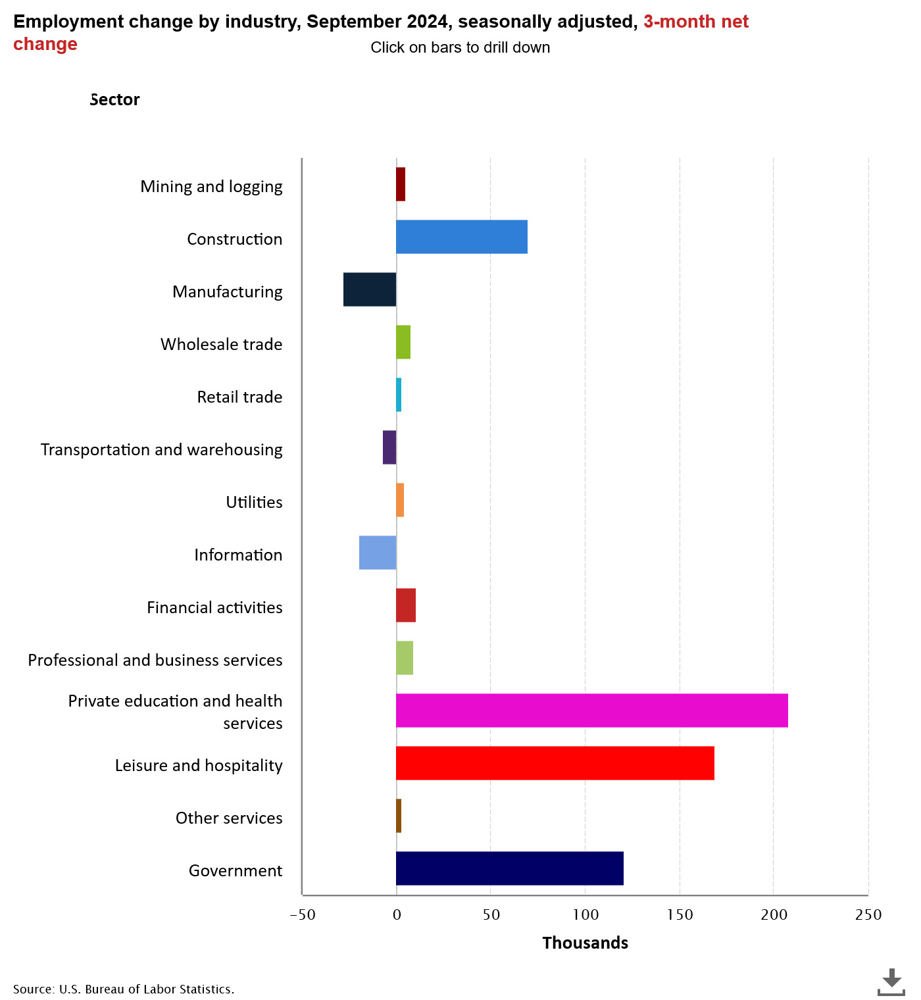 Employment change by industry, September 2024, seasonally adjusted, 3-month net
change
Click on bars to drill down
Sector
Mining and logging
Construction
Manufacturing
Wholesale trade
Retail trade
Transportation and warehousing
Utilities
Information
Financial activities
Professional and business services
Private education and health
services
Leisure and hospitality
Other services
Government
-50 0 50 100 150 200 250
Thousands
Source: U.S. Bureau of Labor Statistics.